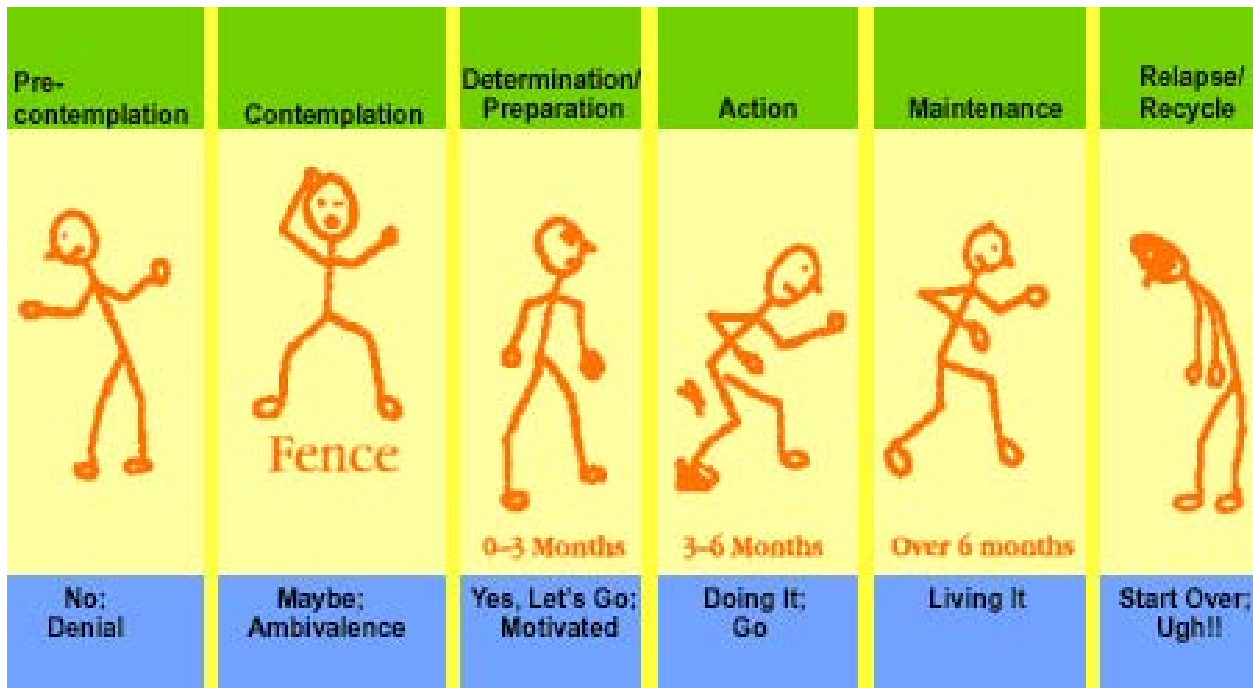 Pre-
contemplation
Contemplation
Determination/
Preparation
Action
Maintenance
Relapse/
Recycle
Fence
0–3 Months
3–6 Months
Over 6 months
No;
Denial
Maybe;
Ambivalence
Yes, Let's Go;
Motivated
Doing It;
Go
Living It
Start Over;
Ugh!!